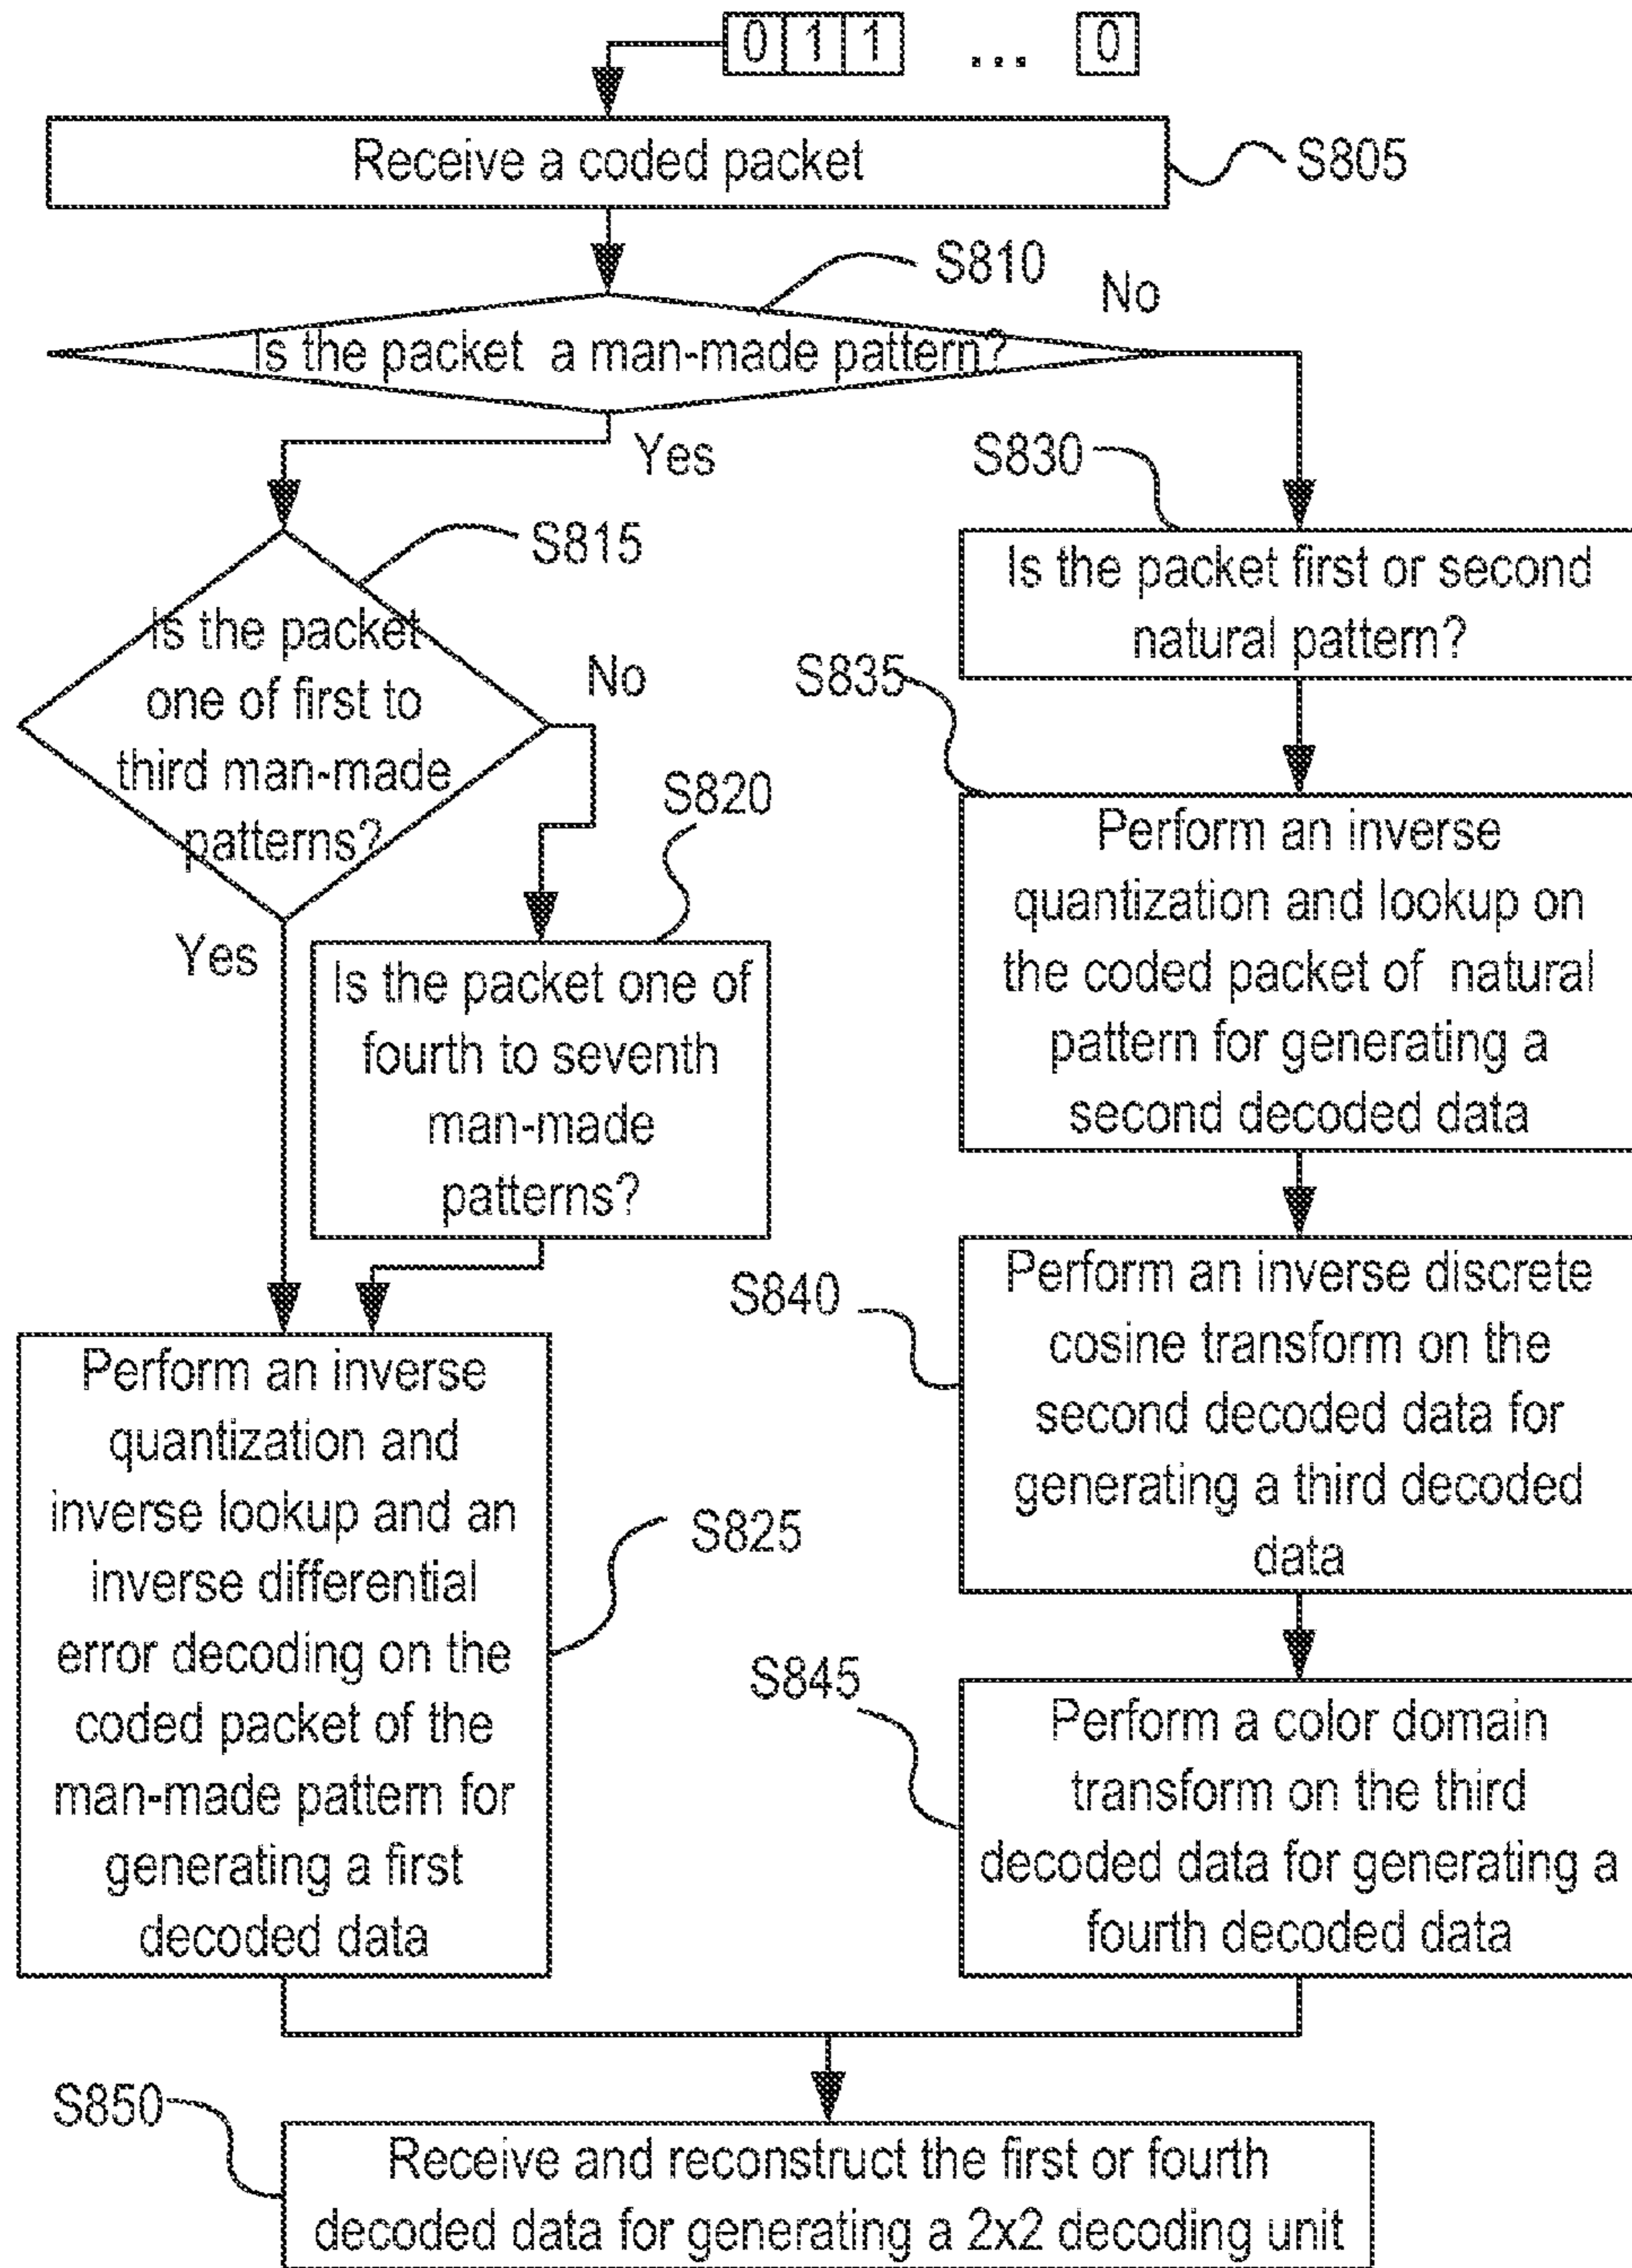 0 1 1 ... 0
Receive a coded packet
S805
S810
No
Is the packet a man-made pattern?
Yes
S830
S815
Is the packet first or second
natural pattern?
Is the packet
one of first to
third man-made
patterns?
No
S835
S820
Perform an inverse
quantization and lookup on
the coded packet of natural
pattern for generating a
second decoded data
Yes
Is the packet one of
fourth to seventh
man-made
patterns?
S840
Perform an inverse discrete
cosine transform on the
second decoded data for
generating a third decoded
data
Perform an inverse
quantization and
inverse lookup and an
inverse differential
error decoding on the
coded packet of the
man-made pattern for
generating a first
decoded data
S825
S845
Perform a color domain
transform on the third
decoded data for generating a
fourth decoded data
S850
Receive and reconstruct the first or fourth
decoded data for generating a 2x2 decoding unit